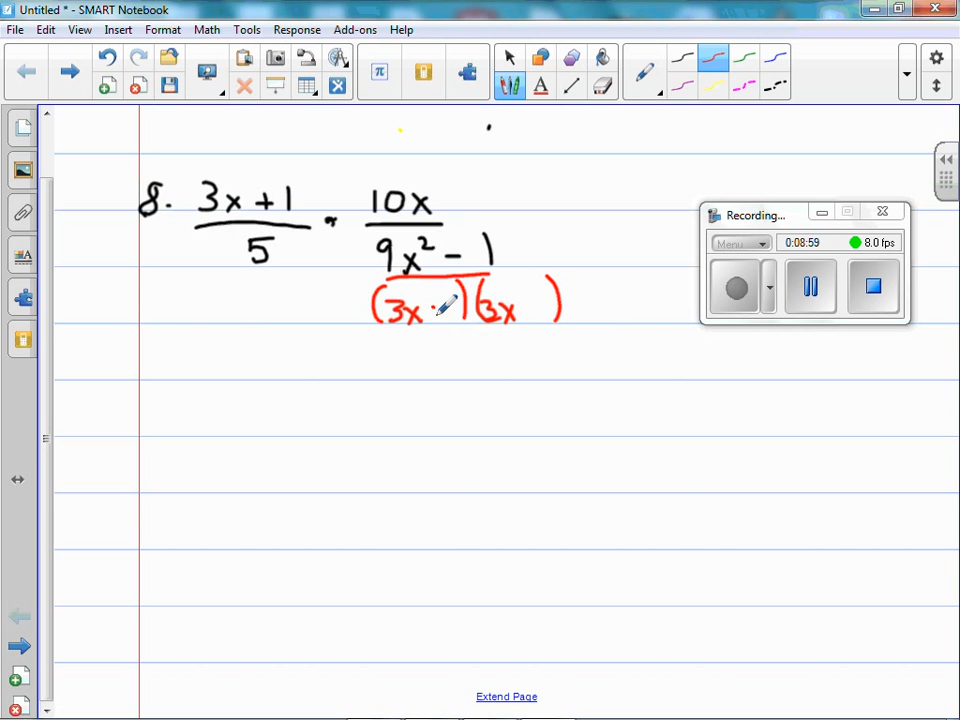 Untitled * - SMART Notebook
File Edit View Insert Format Math Tools Response Add-ons Help
8. 3x + 1 10x
5 · 9x² - 1
(3x · )(3x )
Recording...
Menu 0:08:59 8.0 fps
Extend Page